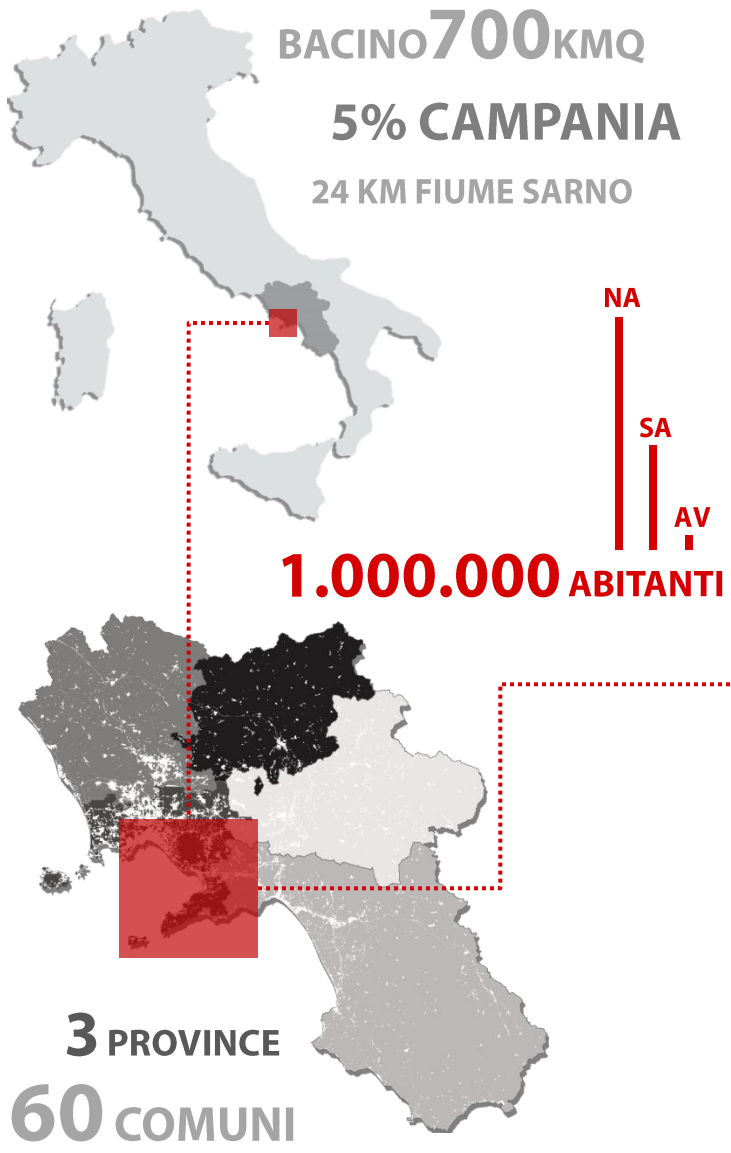 BACINO700KMQ
5% CAMPANIA
24 KM FIUME SARNO
NA
SA
AV
1.000.000 ABITANTI
3 PROVINCE
60 COMUNI